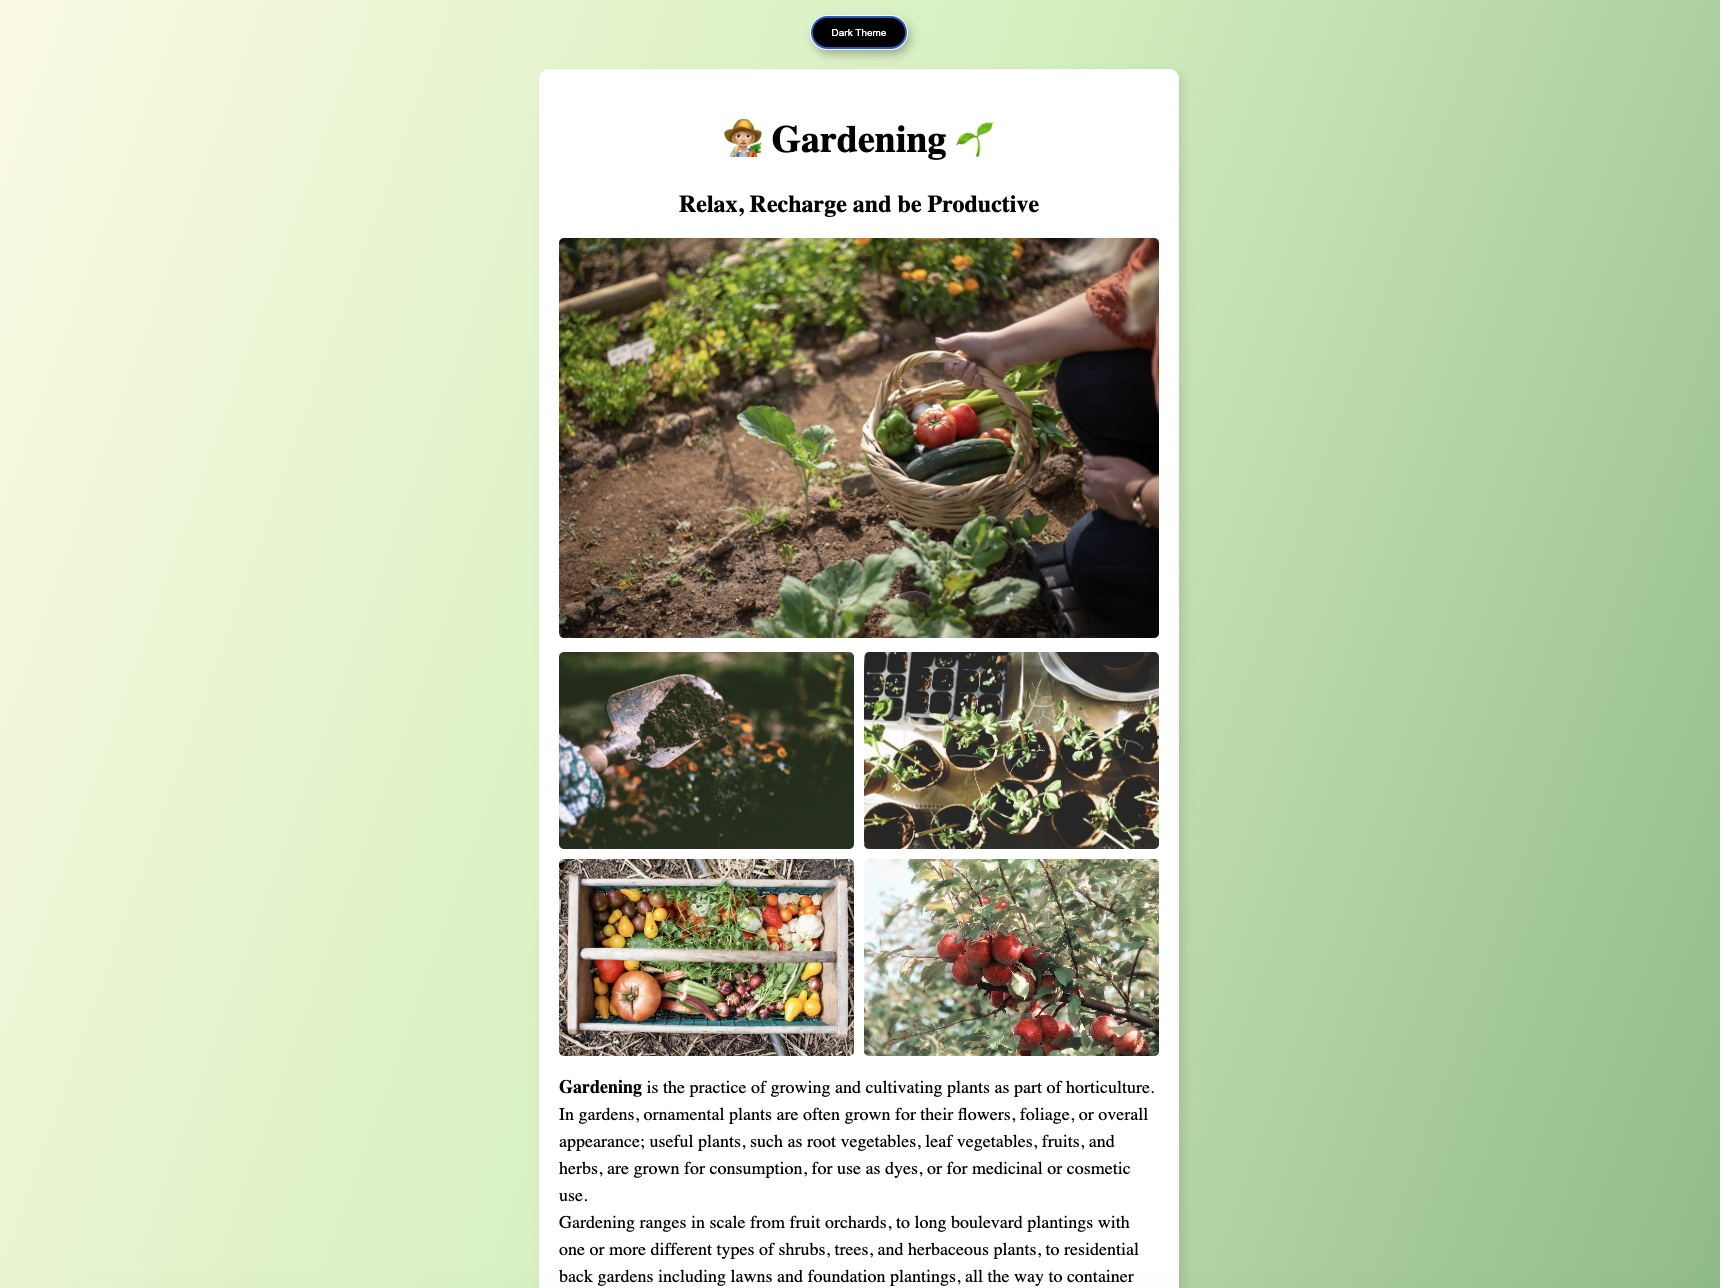 Dark Theme
Gardening
Relax, Recharge and be Productive
Gardening is the practice of growing and cultivating plants as part of horticulture.
In gardens, ornamental plants are often grown for their flowers, foliage, or overall
appearance; useful plants, such as root vegetables, leaf vegetables, fruits, and
herbs, are grown for consumption, for use as dyes, or for medicinal or cosmetic
use.
Gardening ranges in scale from fruit orchards, to long boulevard plantings with
one or more different types of shrubs, trees, and herbaceous plants, to residential
back gardens including lawns and foundation plantings, all the way to container